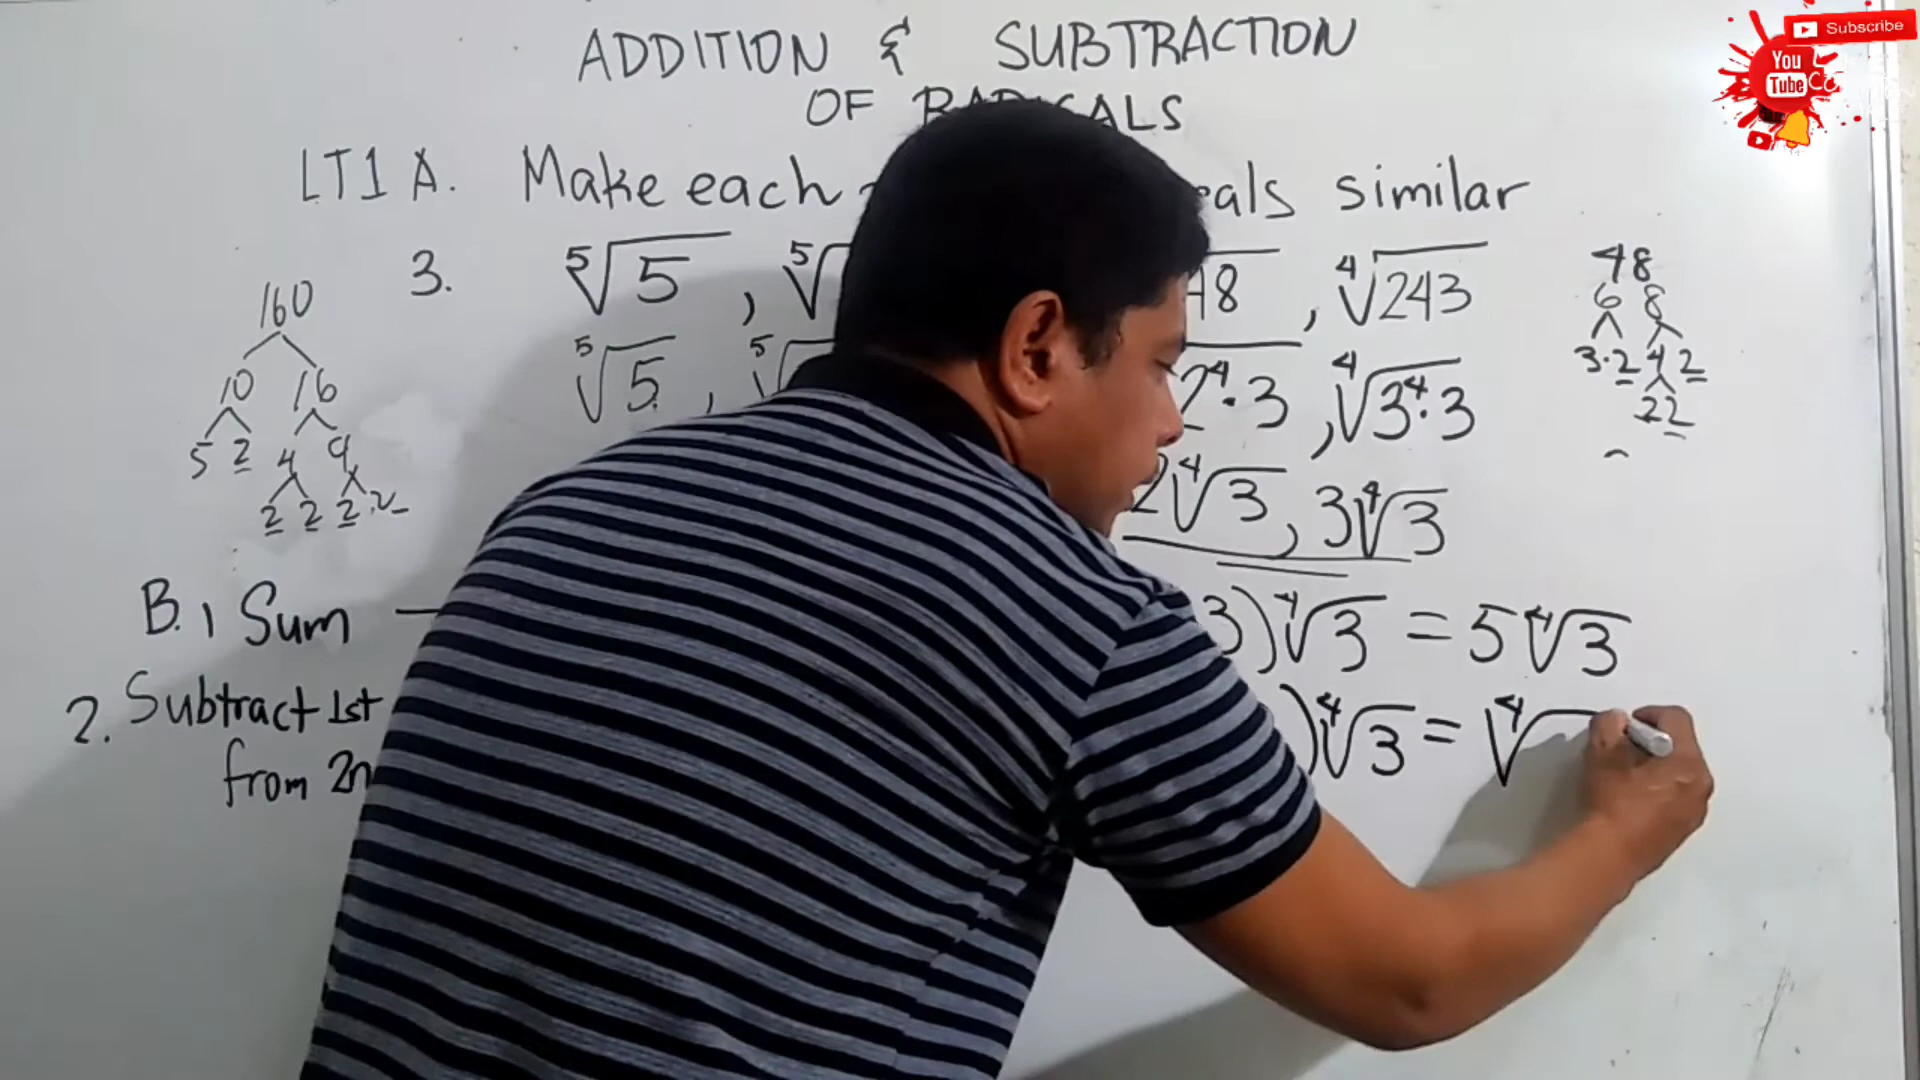 ADDITION & SUBTRACTION
OF RADICALS
LT1 A. Make each similar
3. ⁵√5 , ⁵√ 48 , ⁴√243
⁵√5 , ⁵√ 2⁴·3 , ⁴√3⁴·3
2⁴√3 , 3⁴√3
160
10 16
5 2 4 4
2 2 2 2
48
6 8
3·2 4 2
2 2
B. 1 Sum — 3)⁴√3 = 5⁴√3
2. Subtract 1st )⁴√3 = ⁴√
from
Subscribe
You
Tube